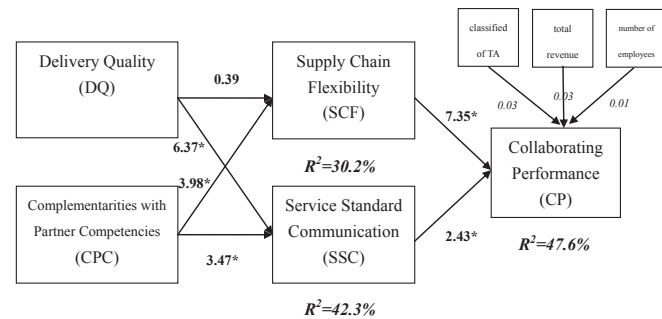 classified
of TA
total
revenue
number of
employees
Delivery Quality
(DQ)
0.39
Supply Chain
Flexibility
(SCF)
0.03
0.03
0.01
7.35*
6.37*
3.98*
R²=30.2%
Collaborating
Performance
(CP)
Complementarities with
Partner Competencies
(CPC)
3.47*
Service Standard
Communication
(SSC)
2.43*
R²=47.6%
R²=42.3%